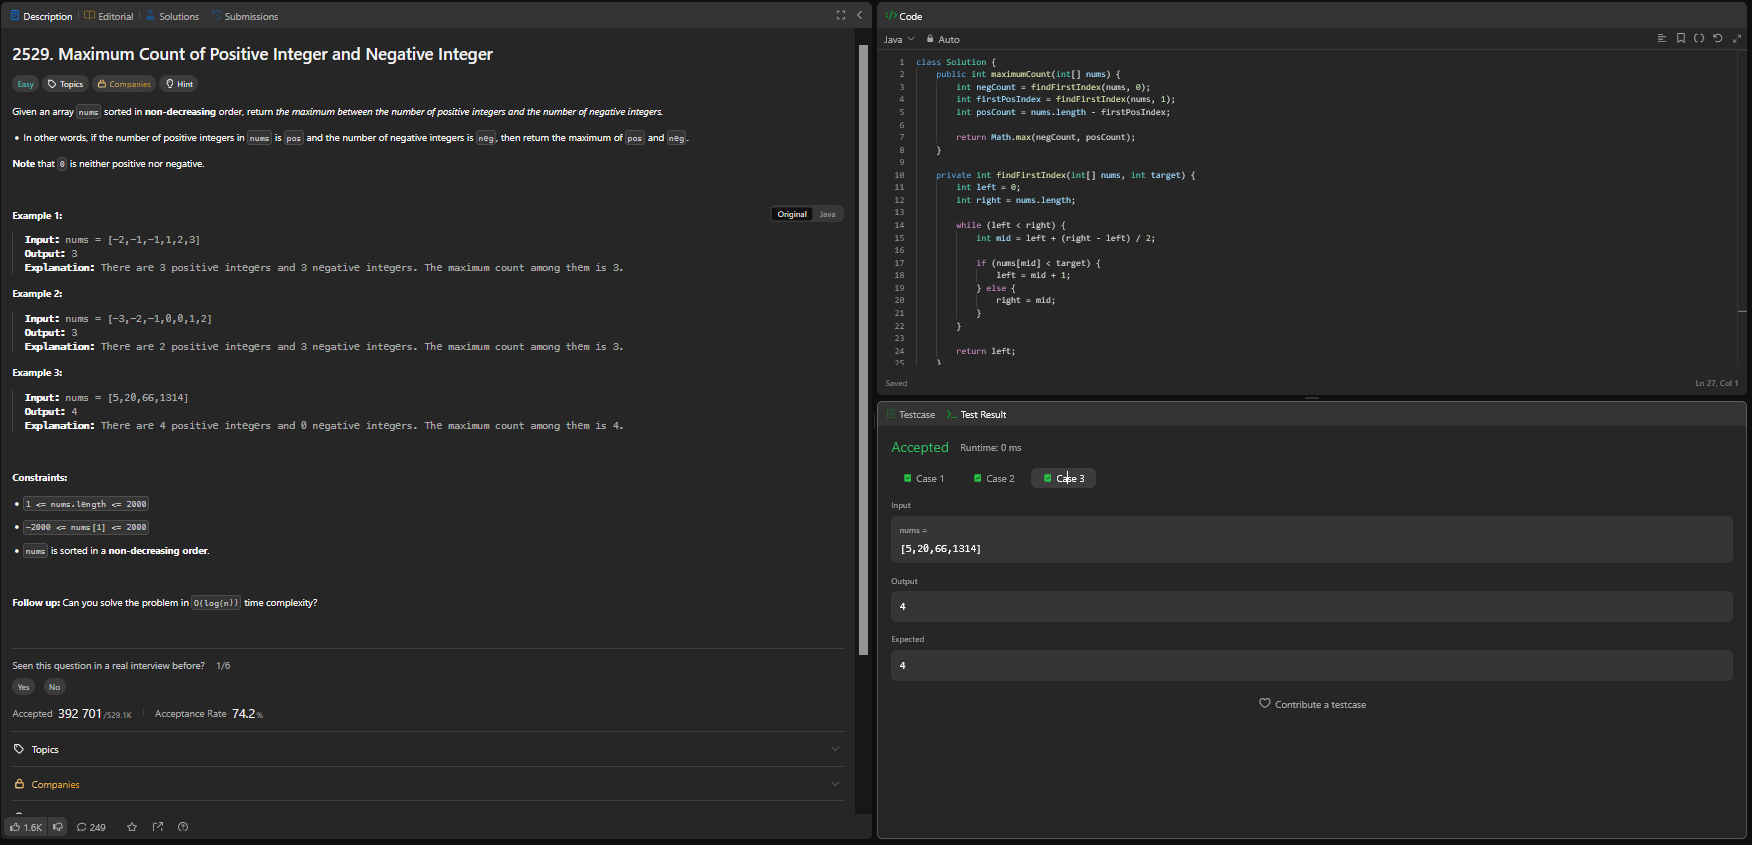 Description Editorial Solutions Submissions
2529. Maximum Count of Positive Integer and Negative Integer
Easy Topics Companies Hint
Given an array nums sorted in non-decreasing order, return the maximum between the number of positive integers and the number of negative integers.
• In other words, if the number of positive integers in nums is pos and the number of negative integers is neg, then return the maximum of pos and neg.
Note that 0 is neither positive nor negative.
Original Java
Example 1:
Input: nums = [-2,-1,-1,1,2,3]
Output: 3
Explanation: There are 3 positive integers and 3 negative integers. The maximum count among them is 3.
Example 2:
Input: nums = [-3,-2,-1,0,0,1,2]
Output: 3
Explanation: There are 2 positive integers and 3 negative integers. The maximum count among them is 3.
Example 3:
Input: nums = [5,20,66,1314]
Output: 4
Explanation: There are 4 positive integers and 0 negative integers. The maximum count among them is 4.
Constraints:
• 1 <= nums.length <= 2000
• -2000 <= nums[i] <= 2000
• nums is sorted in a non-decreasing order.
Follow up: Can you solve the problem in O(log(n)) time complexity?
Seen this question in a real interview before? 1/6
Yes No
Accepted 392 701/529.1K Acceptance Rate 74.2%
Topics
Companies
1.6K 249
Code
Java Auto
1 class Solution {
2 public int maximumCount(int[] nums) {
3 int negCount = findFirstIndex(nums, 0);
4 int firstPosIndex = findFirstIndex(nums, 1);
5 int posCount = nums.length - firstPosIndex;
6
7 return Math.max(negCount, posCount);
8 }
9
10 private int findFirstIndex(int[] nums, int target) {
11 int left = 0;
12 int right = nums.length;
13
14 while (left < right) {
15 int mid = left + (right - left) / 2;
16
17 if (nums[mid] < target) {
18 left = mid + 1;
19 } else {
20 right = mid;
21 }
22 }
23
24 return left;
25 }
Saved Ln 27, Col 1
Testcase >_ Test Result
Accepted Runtime: 0 ms
Case 1 Case 2 Case 3
Input
nums =
[5,20,66,1314]
Output
4
Expected
4
Contribute a testcase